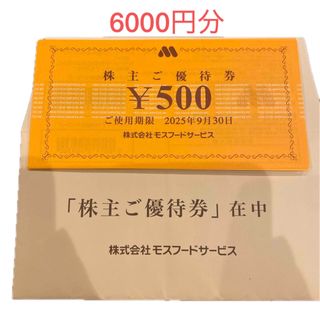 6000円分
株主ご優待券
¥500
ご使用期限 2025年9月30日
株式会社 モスフードサービス
「株主ご優待券」在中
株式会社 モスフードサービス